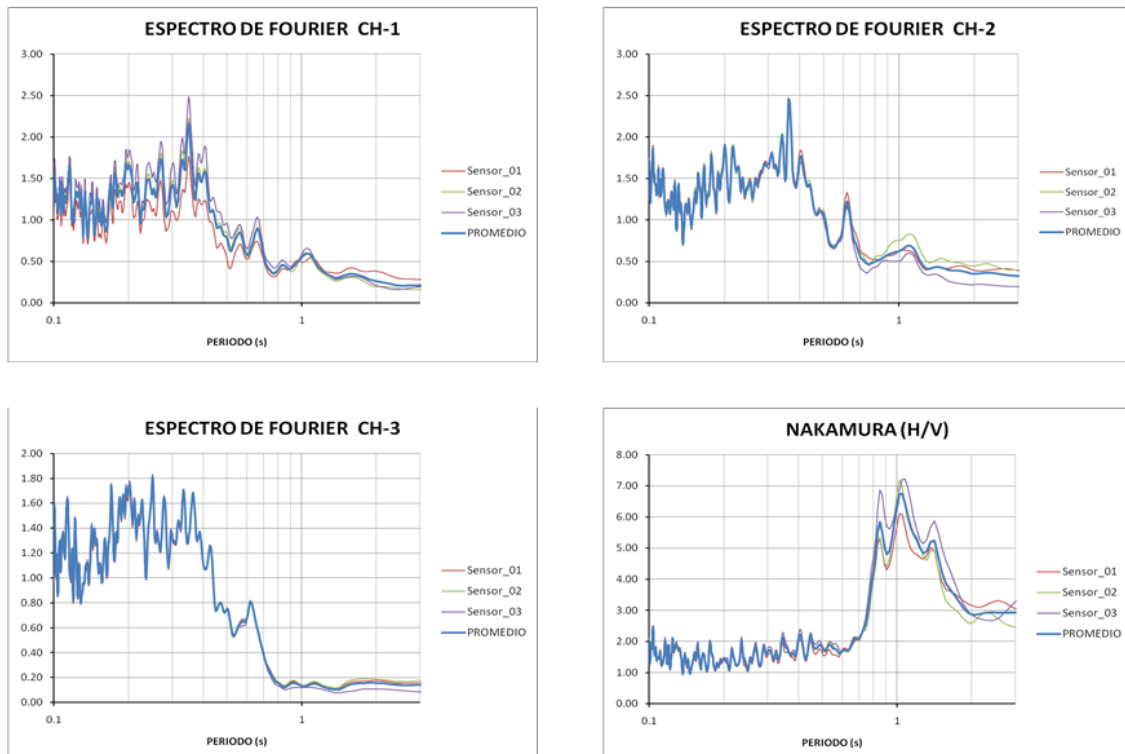 ESPECTRO DE FOURIER CH-1
3.00
2.50
2.00
1.50
1.00
0.50
0.00
0.1
1
PERIODO (s)
Sensor_01
Sensor_02
Sensor_03
PROMEDIO
ESPECTRO DE FOURIER CH-2
3.00
2.50
2.00
1.50
1.00
0.50
0.00
0.1
1
PERIODO (s)
Sensor_01
Sensor_02
Sensor_03
PROMEDIO
ESPECTRO DE FOURIER CH-3
2.00
1.80
1.60
1.40
1.20
1.00
0.80
0.60
0.40
0.20
0.00
0.1
1
PERIODO (s)
Sensor_01
Sensor_02
Sensor_03
PROMEDIO
NAKAMURA (H/V)
8.00
7.00
6.00
5.00
4.00
3.00
2.00
1.00
0.00
0.1
1
PERIODO (s)
Sensor_01
Sensor_02
Sensor_03
PROMEDIO